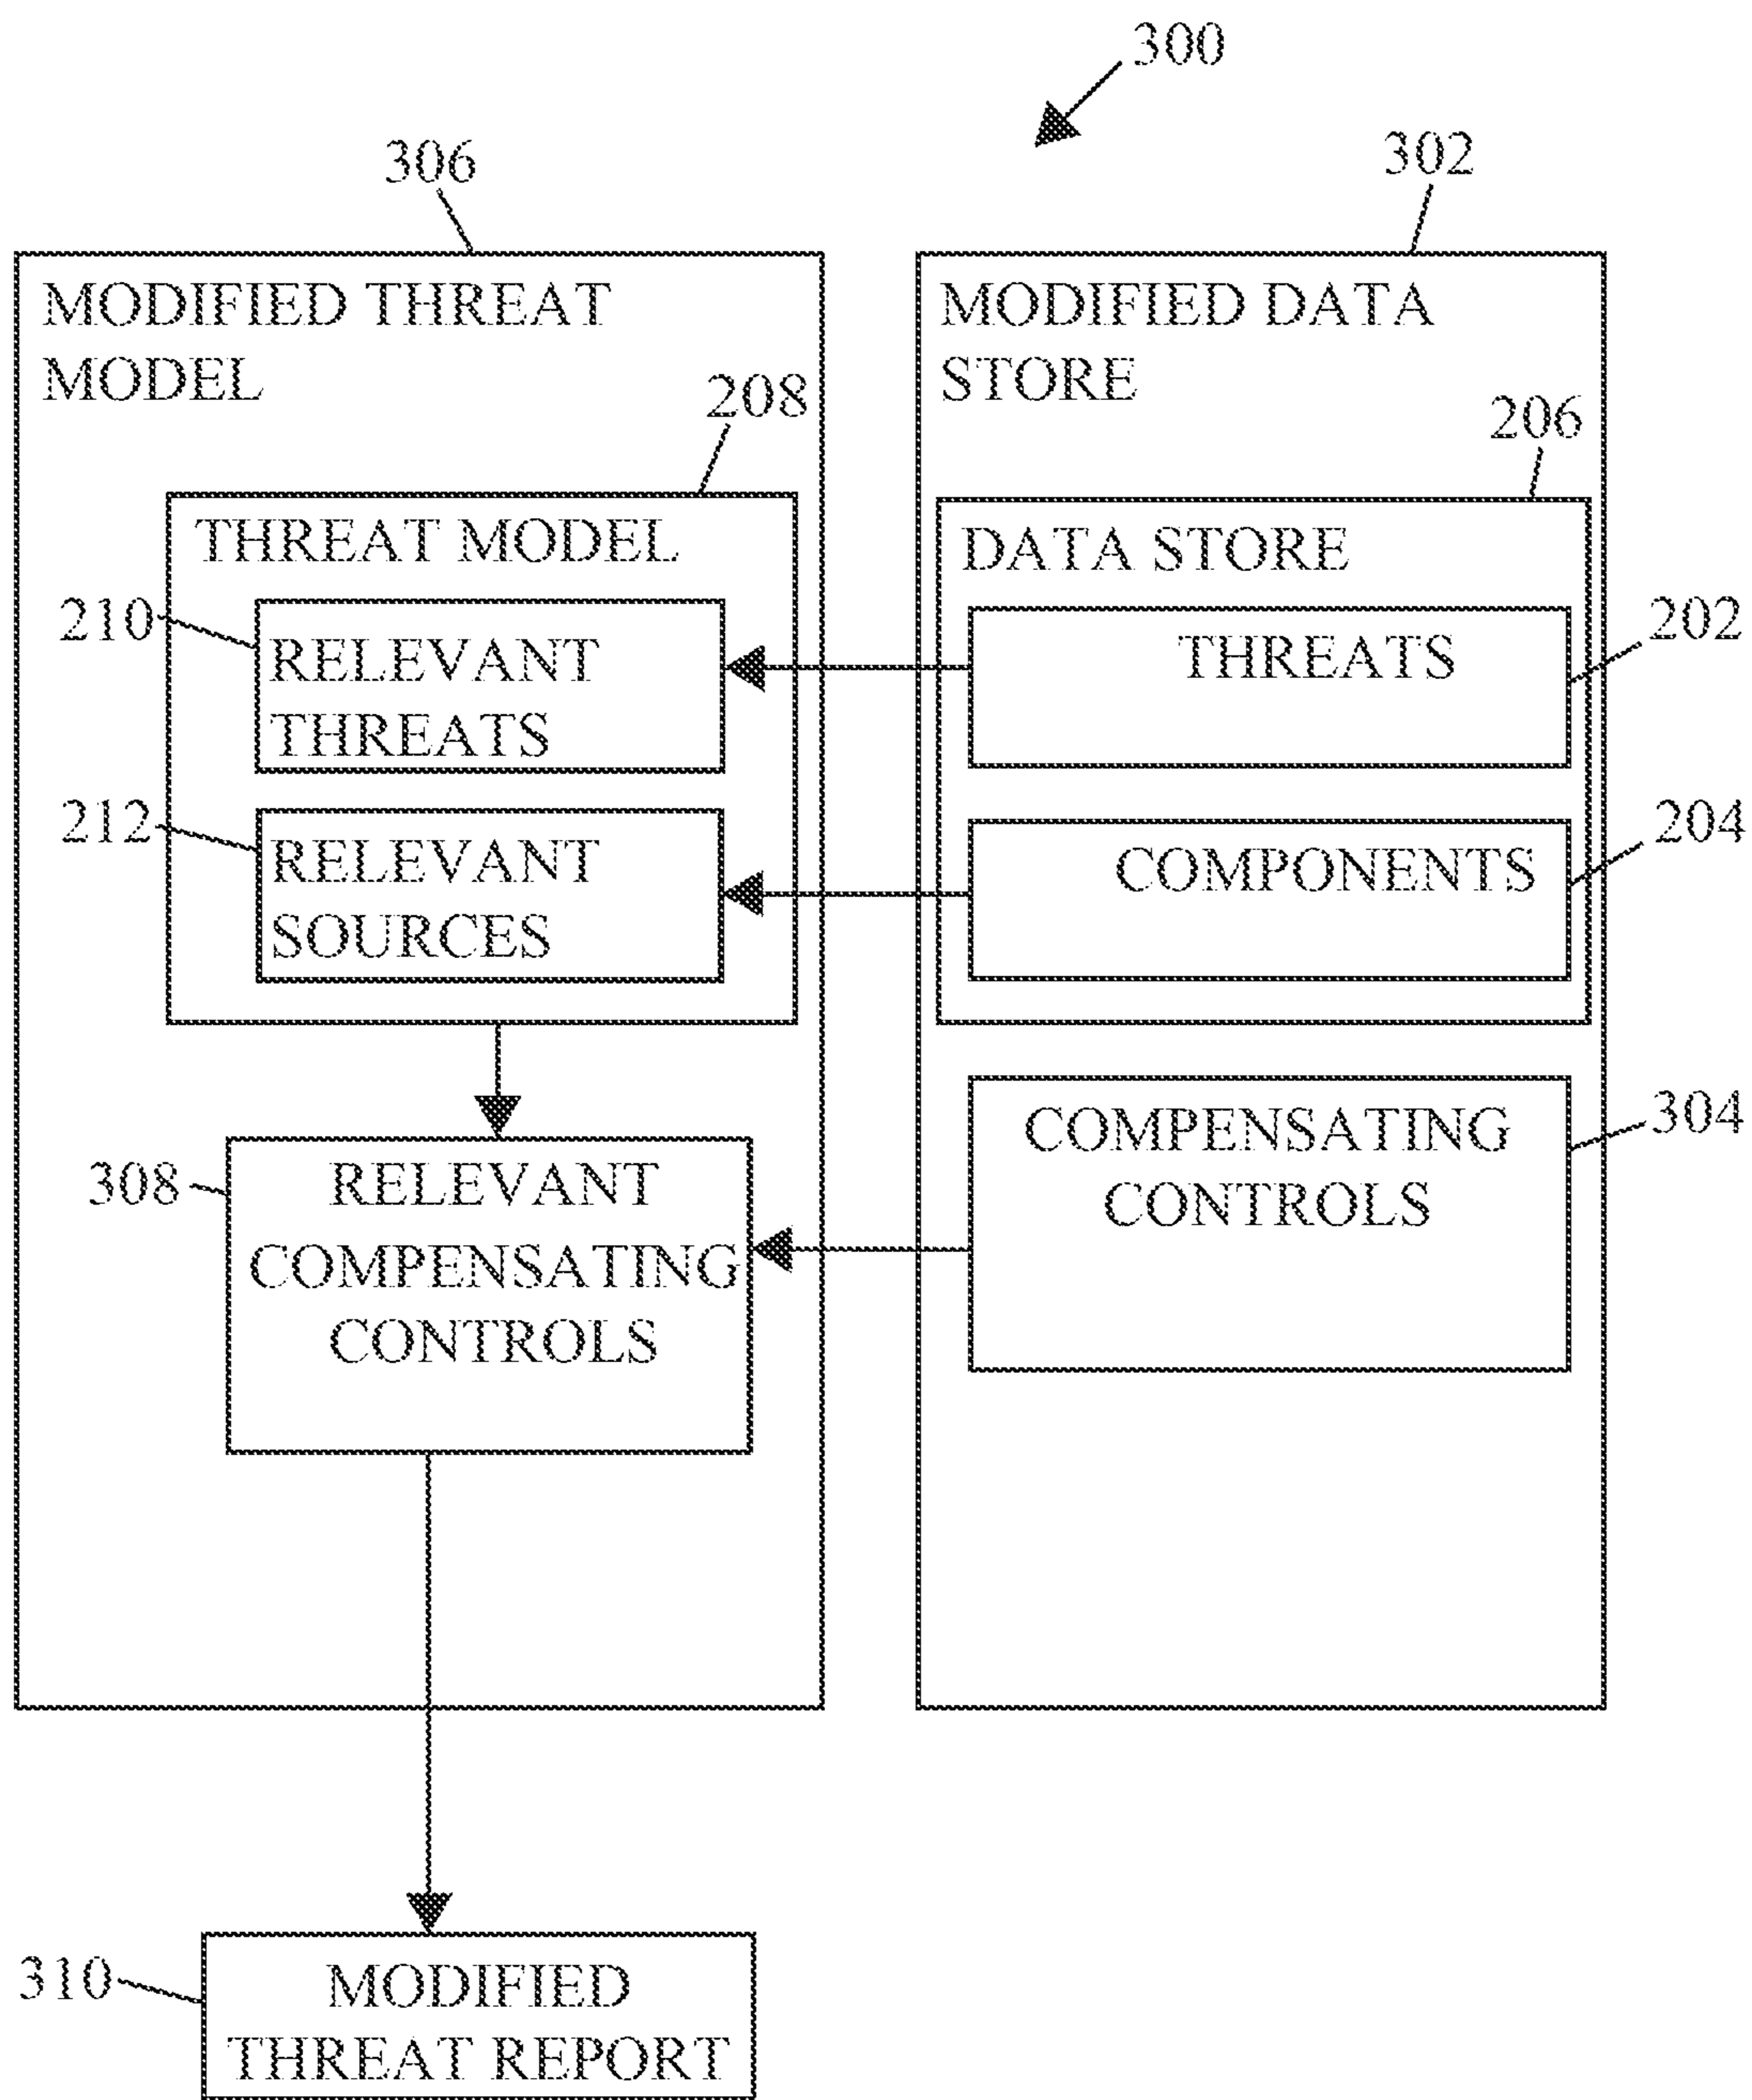 300
306
302
MODIFIED THREAT
MODEL
MODIFIED DATA
STORE
208
206
THREAT MODEL
DATA STORE
210
RELEVANT
THREATS
THREATS
202
212
RELEVANT
SOURCES
COMPONENTS
204
308
RELEVANT
COMPENSATING
CONTROLS
COMPENSATING
CONTROLS
304
310
MODIFIED
THREAT REPORT